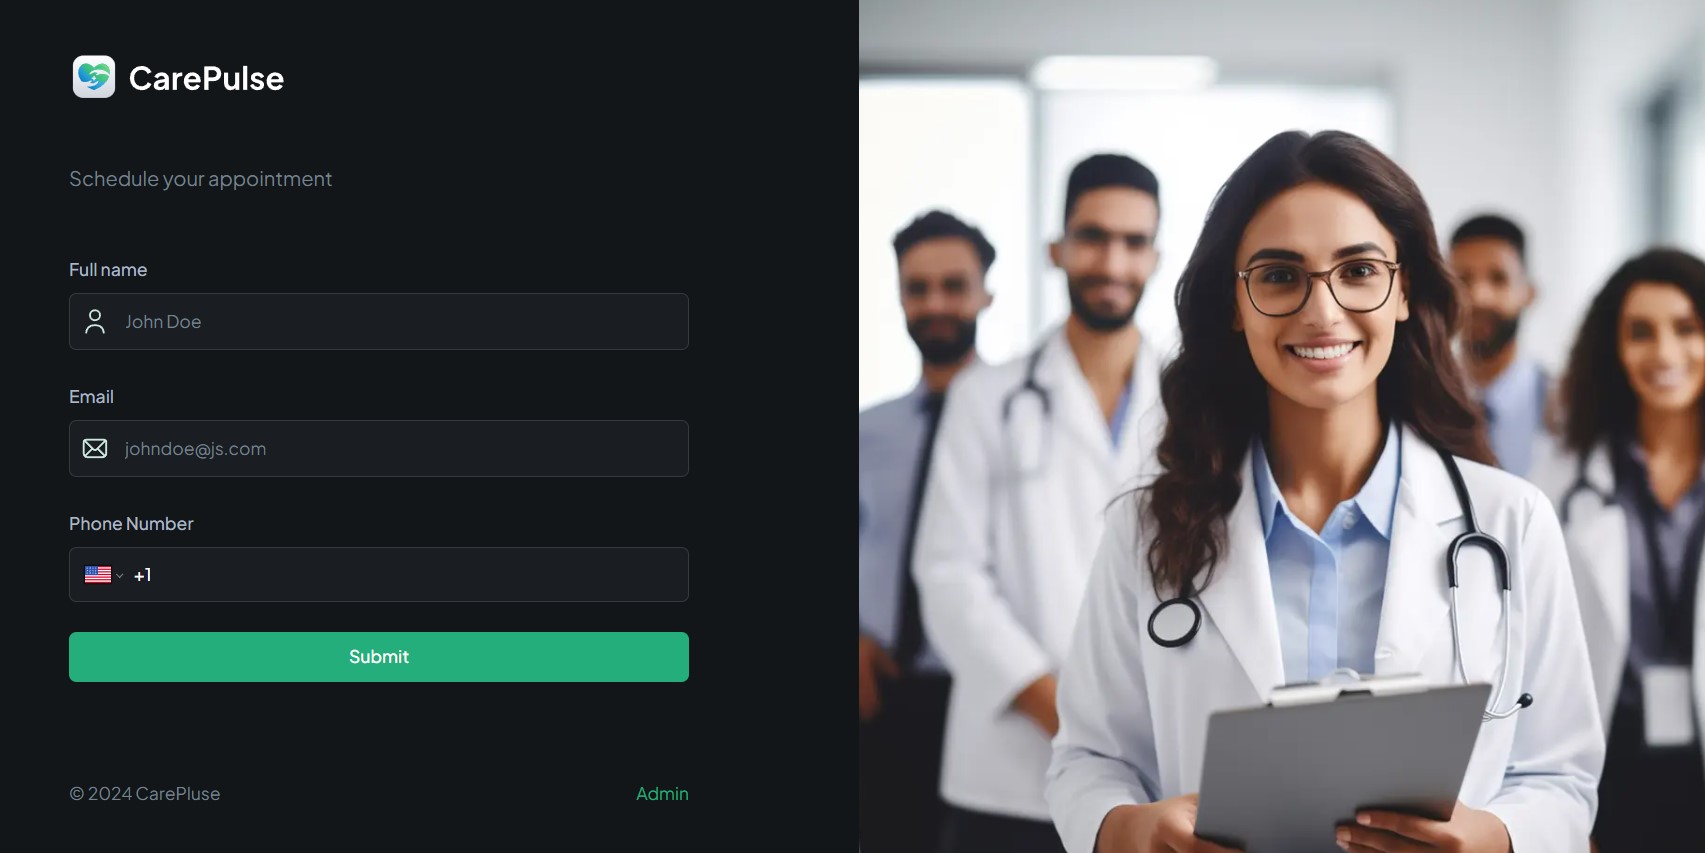 CarePulse
Schedule your appointment
Full name
John Doe
Email
johndoe@js.com
Phone Number
+1
Submit
© 2024 CarePluse
Admin